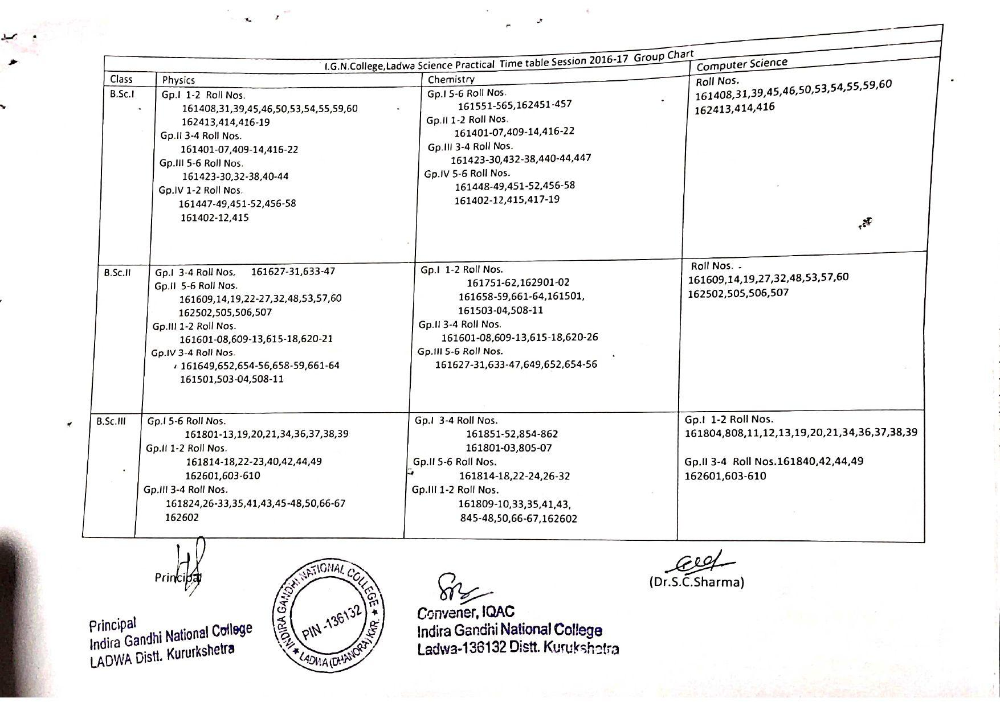 I.G.N.College,Ladwa Science Practical Time table Session 2016-17 Group Chart
Class
Physics
Chemistry
Computer Science
B.Sc.I
Gp.I 1-2 Roll Nos.
161408,31,39,45,46,50,53,54,55,59,60
162413,414,416-19
Gp.II 3-4 Roll Nos.
161401-07,409-14,416-22
Gp.III 5-6 Roll Nos.
161423-30,32-38,40-44
Gp.IV 1-2 Roll Nos.
161447-49,451-52,456-58
161402-12,415
Gp.I 5-6 Roll Nos.
161551-565,162451-457
Gp.II 1-2 Roll Nos.
161401-07,409-14,416-22
Gp.III 3-4 Roll Nos.
161423-30,432-38,440-44,447
Gp.IV 5-6 Roll Nos.
161448-49,451-52,456-58
161402-12,415,417-19
Roll Nos.
161408,31,39,45,46,50,53,54,55,59,60
162413,414,416
B.Sc.II
Gp.I 3-4 Roll Nos. 161627-31,633-47
Gp.II 5-6 Roll Nos.
161609,14,19,22-27,32,48,53,57,60
162502,505,506,507
Gp.III 1-2 Roll Nos.
161601-08,609-13,615-18,620-21
Gp.IV 3-4 Roll Nos.
161649,652,654-56,658-59,661-64
161501,503-04,508-11
Gp.I 1-2 Roll Nos.
161751-62,162901-02
161658-59,661-64,161501,
161503-04,508-11
Gp.II 3-4 Roll Nos.
161601-08,609-13,615-18,620-26
Gp.III 5-6 Roll Nos.
161627-31,633-47,649,652,654-56
Roll Nos.
161609,14,19,27,32,48,53,57,60
162502,505,506,507
B.Sc.III
Gp.I 5-6 Roll Nos.
161801-13,19,20,21,34,36,37,38,39
Gp.II 1-2 Roll Nos.
161814-18,22-23,40,42,44,49
162601,603-610
Gp.III 3-4 Roll Nos.
161824,26-33,35,41,43,45-48,50,66-67
162602
Gp.I 3-4 Roll Nos.
161851-52,854-862
161801-03,805-07
Gp.II 5-6 Roll Nos.
161814-18,22-24,26-32
Gp.III 1-2 Roll Nos.
161809-10,33,35,41,43,
845-48,50,66-67,162602
Gp.I 1-2 Roll Nos.
161804,808,11,12,13,19,20,21,34,36,37,38,39
Gp.II 3-4 Roll Nos.161840,42,44,49
162601,603-610
Principal
Principal
Indira Gandhi National College
LADWA Distt. Kururkshetra
INDIRA GANDHI NATIONAL COLLEGE
PIN-136132
LADWA (DHANORA) KAR.
Convener, IQAC
Indira Gandhi National College
Ladwa-136132 Distt. Kurukshetra
(Dr.S.C.Sharma)